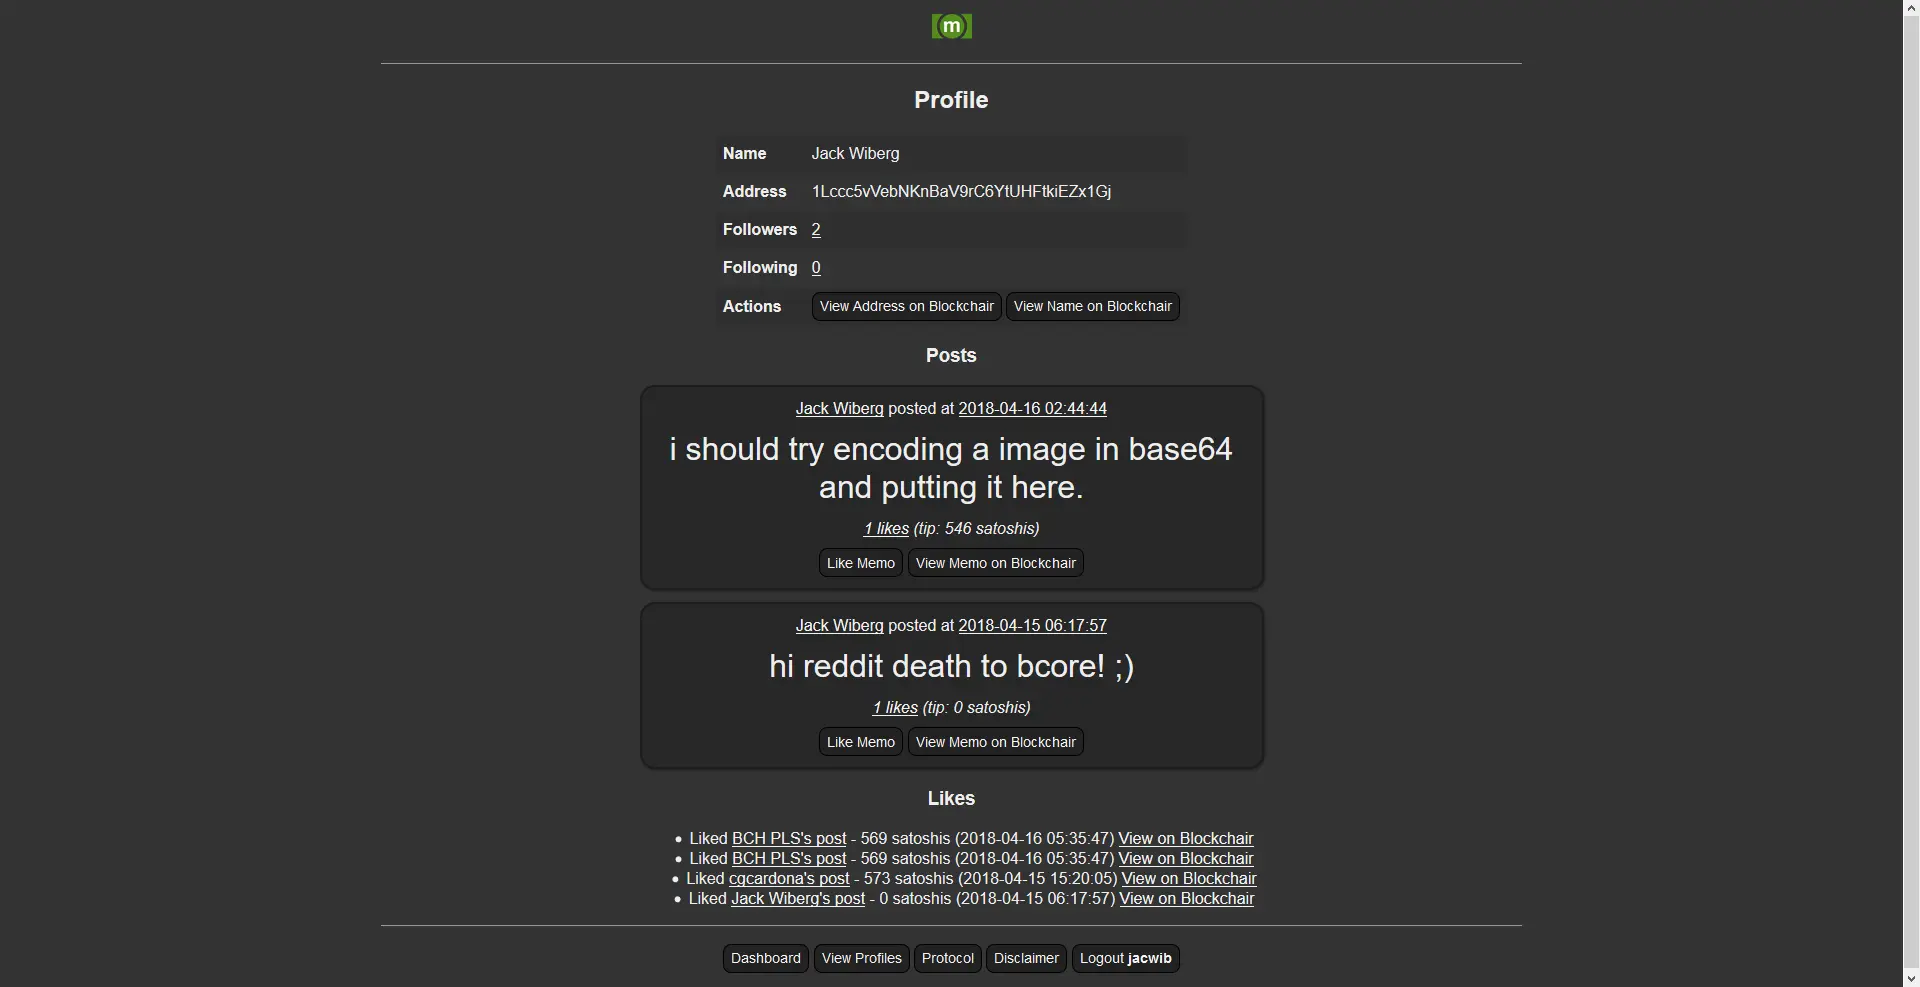 m
Profile
Name Jack Wiberg
Address 1Lccc5vVebNKnBaV9rC6YtUHFtkiEZx1Gj
Followers 2
Following 0
Actions View Address on Blockchair View Name on Blockchair
Posts
Jack Wiberg posted at 2018-04-16 02:44:44
i should try encoding a image in base64
and putting it here.
1 likes (tip: 546 satoshis)
Like Memo View Memo on Blockchair
Jack Wiberg posted at 2018-04-15 06:17:57
hi reddit death to bcore! ;)
1 likes (tip: 0 satoshis)
Like Memo View Memo on Blockchair
Likes
• Liked BCH PLS's post - 569 satoshis (2018-04-16 05:35:47) View on Blockchair
• Liked BCH PLS's post - 569 satoshis (2018-04-16 05:35:47) View on Blockchair
• Liked cgcardona's post - 573 satoshis (2018-04-15 15:20:05) View on Blockchair
• Liked Jack Wiberg's post - 0 satoshis (2018-04-15 06:17:57) View on Blockchair
Dashboard View Profiles Protocol Disclaimer Logout jacwib